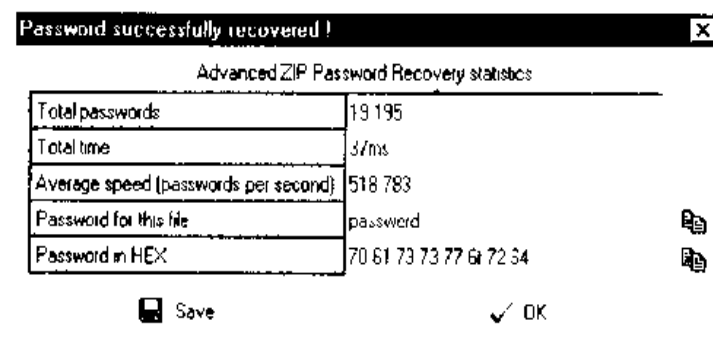 Password successfully recovered !
Advanced ZIP Password Recovery statistics
Total passwords 19 195
Total time 37ms
Average speed (passwords per second) 518 783
Password for this file password
Password in HEX 70 61 73 73 77 6f 72 64
Save OK